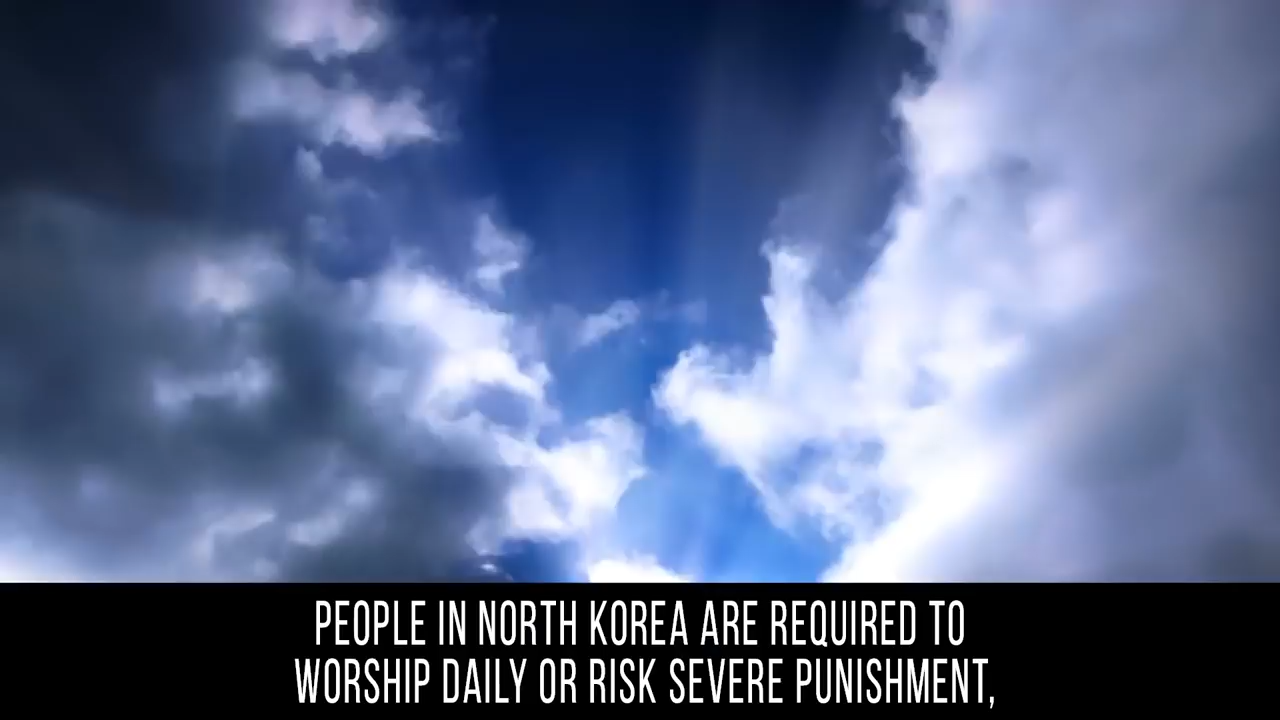 PEOPLE IN NORTH KOREA ARE REQUIRED TO
WORSHIP DAILY OR RISK SEVERE PUNISHMENT,